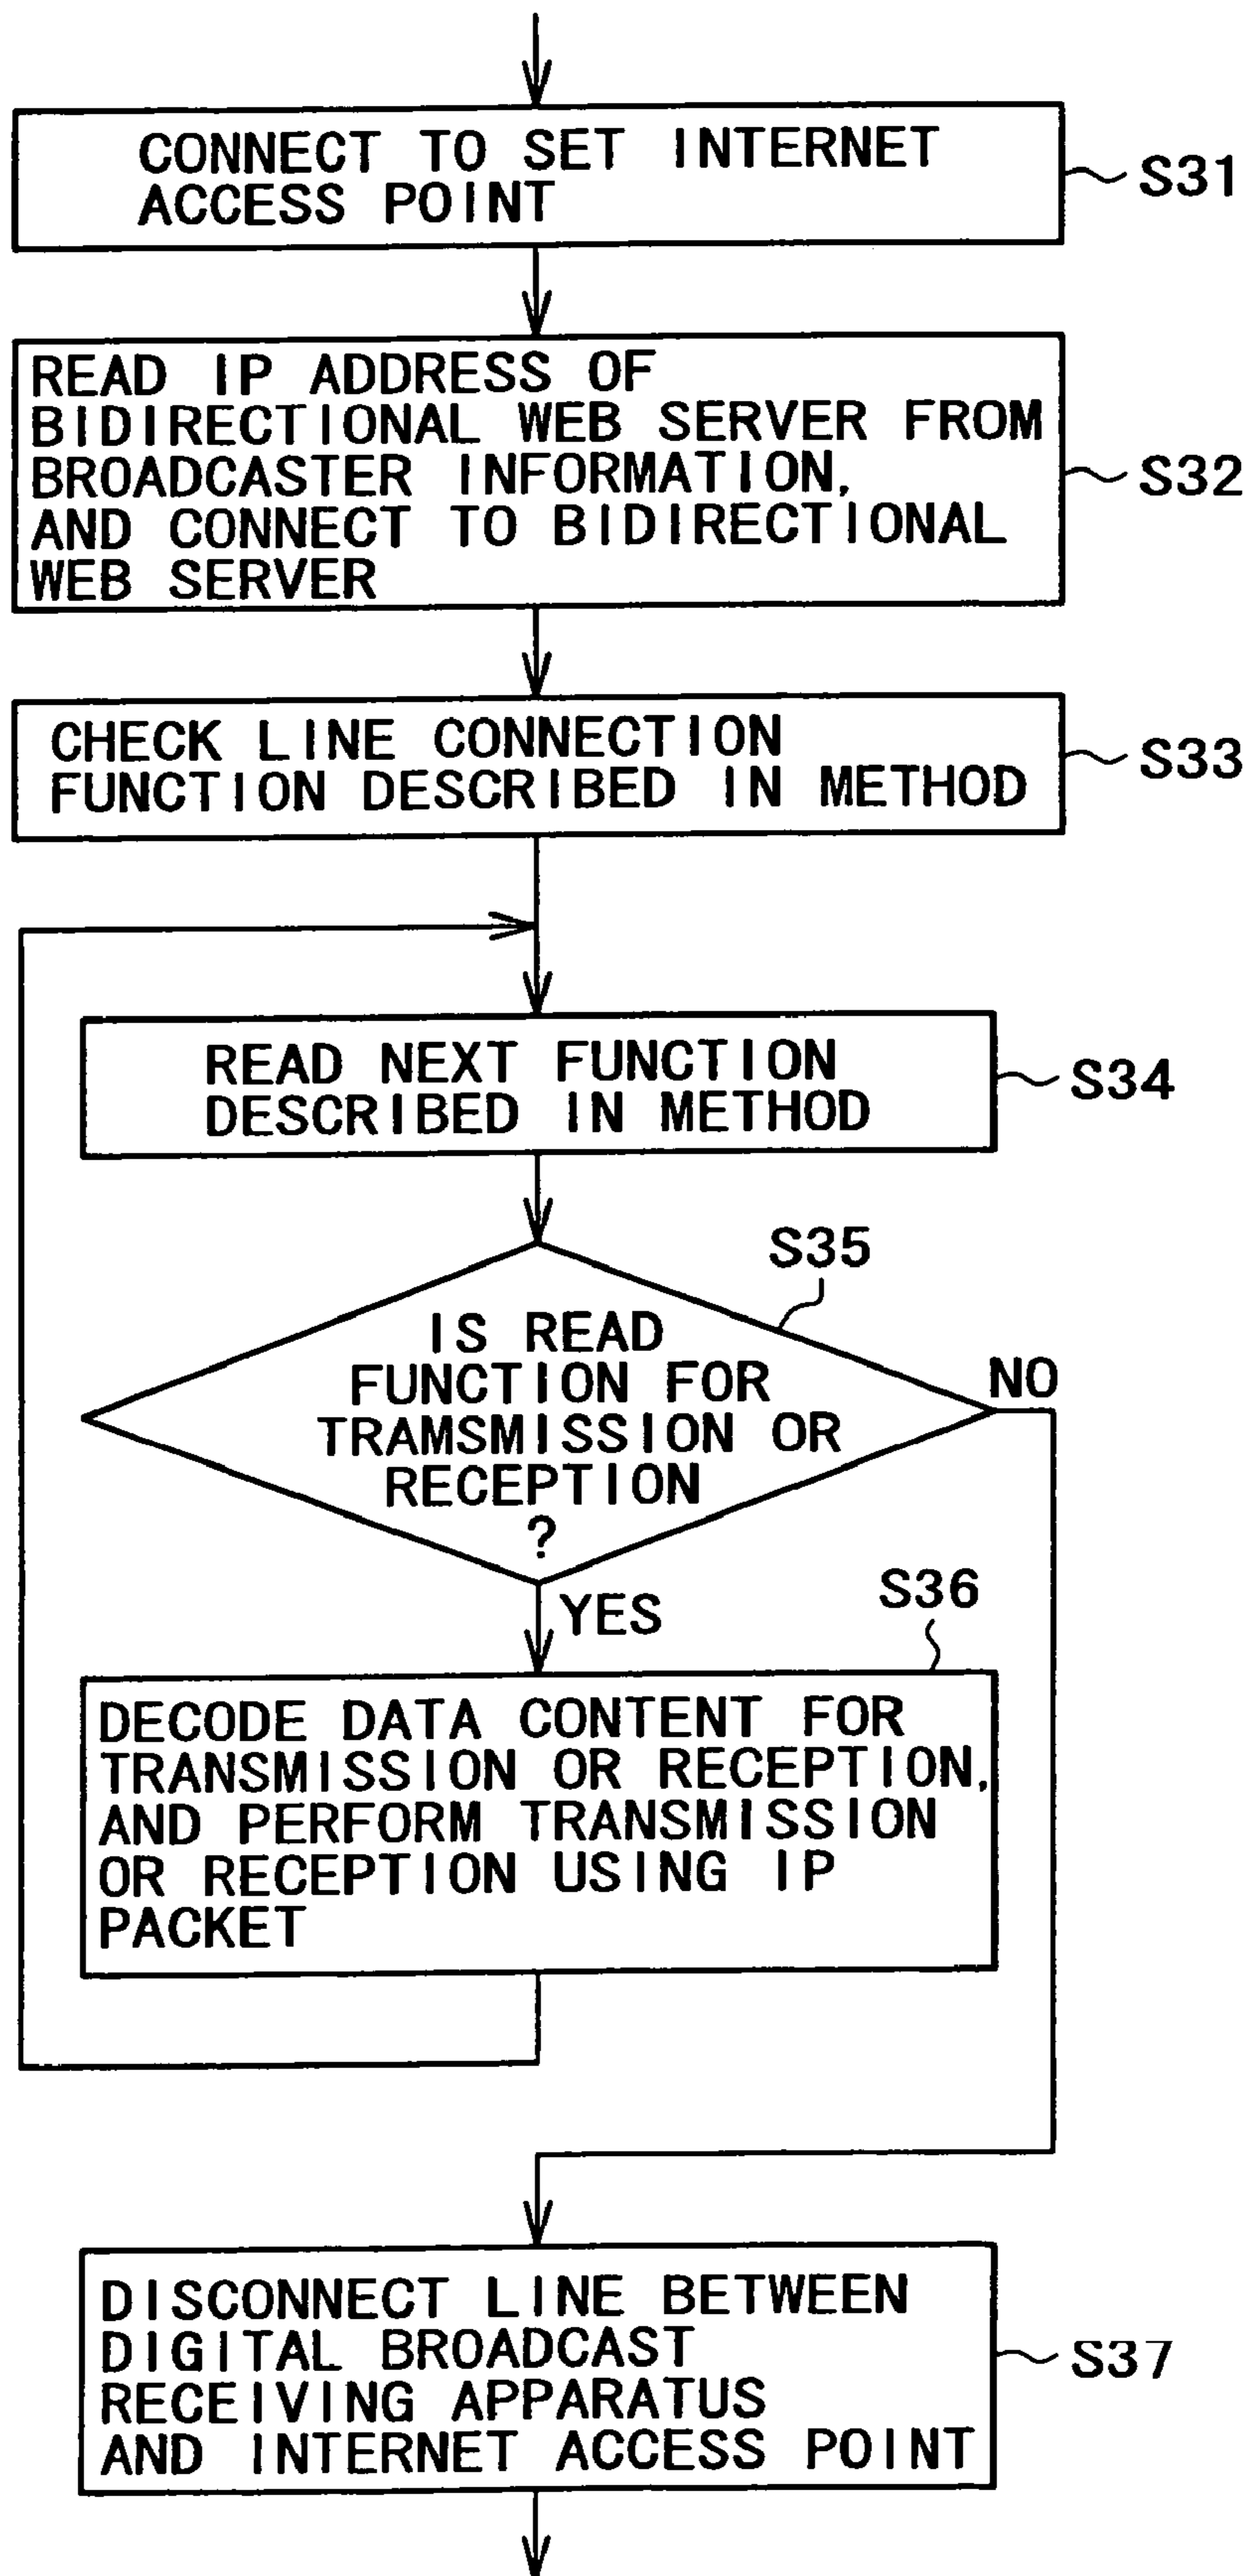 CONNECT TO SET INTERNET
ACCESS POINT
S31
READ IP ADDRESS OF
BIDIRECTIONAL WEB SERVER FROM
BROADCASTER INFORMATION,
AND CONNECT TO BIDIRECTIONAL
WEB SERVER
S32
CHECK LINE CONNECTION
FUNCTION DESCRIBED IN METHOD
S33
READ NEXT FUNCTION
DESCRIBED IN METHOD
S34
S35
IS READ
FUNCTION FOR
TRAMSMISSION OR
RECEPTION
?
NO
YES
S36
DECODE DATA CONTENT FOR
TRANSMISSION OR RECEPTION,
AND PERFORM TRANSMISSION
OR RECEPTION USING IP
PACKET
DISCONNECT LINE BETWEEN
DIGITAL BROADCAST
RECEIVING APPARATUS
AND INTERNET ACCESS POINT
S37